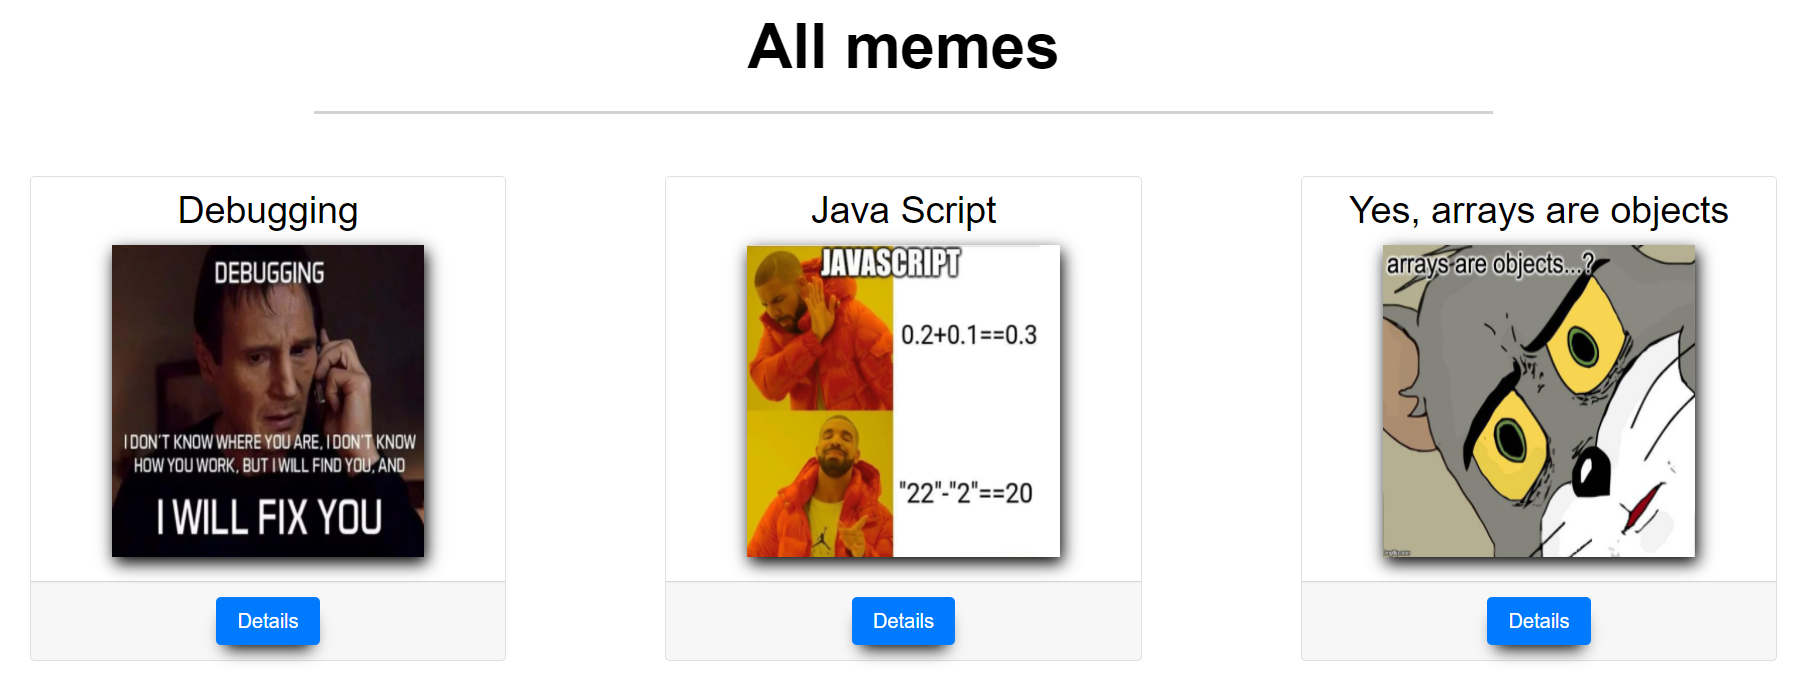 All memes
Debugging
DEBUGGING
I DON'T KNOW WHERE YOU ARE, I DON'T KNOW
HOW YOU WORK, BUT I WILL FIND YOU, AND
I WILL FIX YOU
Details
Java Script
JAVASCRIPT
0.2+0.1==0.3
"22"-"2"==20
Details
Yes, arrays are objects
arrays are objects...?
imgflip.com
Details